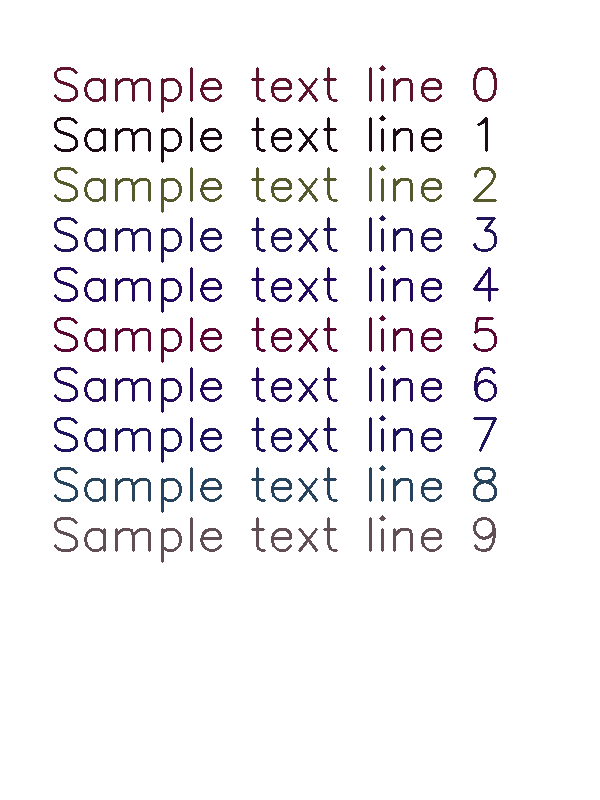 Sample text line 0
Sample text line 1
Sample text line 2
Sample text line 3
Sample text line 4
Sample text line 5
Sample text line 6
Sample text line 7
Sample text line 8
Sample text line 9